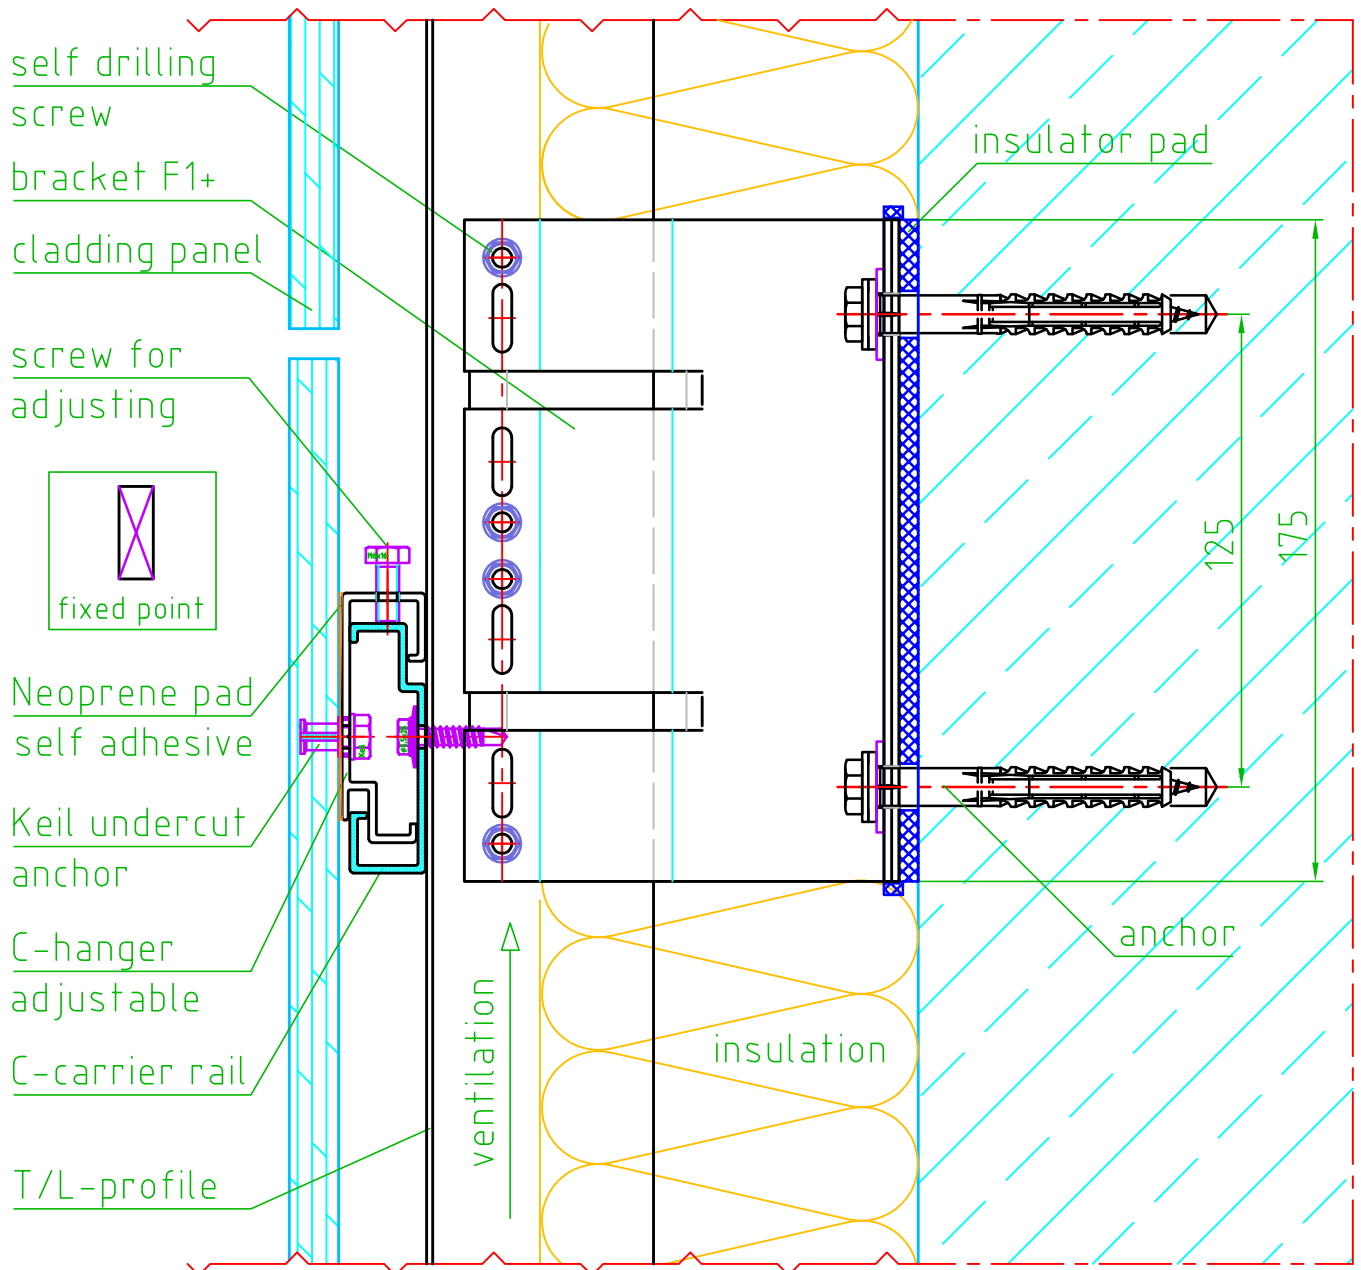 self drilling
screw
bracket F1+
cladding panel
screw for
adjusting
fixed point
Neoprene pad
self adhesive
Keil undercut
anchor
C-hanger
adjustable
C-carrier rail
T/L-profile
M6x16
ventilation
insulation
insulator pad
125
175
anchor